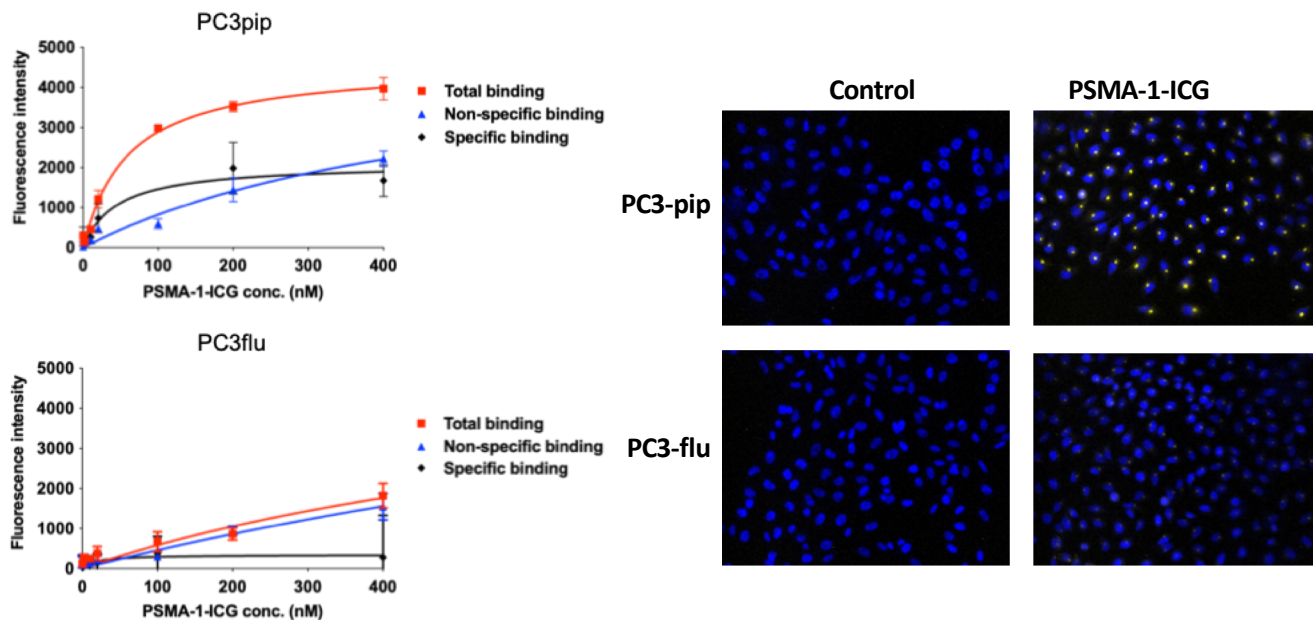 PC3pip
5000
4000
3000
2000
1000
0
Fluorescence intensity
0 100 200 300 400
PSMA-1-ICG conc. (nM)
Total binding
Non-specific binding
Specific binding
PC3flu
5000
4000
3000
2000
1000
0
Fluorescence intensity
0 100 200 300 400
PSMA-1-ICG conc. (nM)
Total binding
Non-specific binding
Specific binding
Control PSMA-1-ICG
PC3-pip
PC3-flu